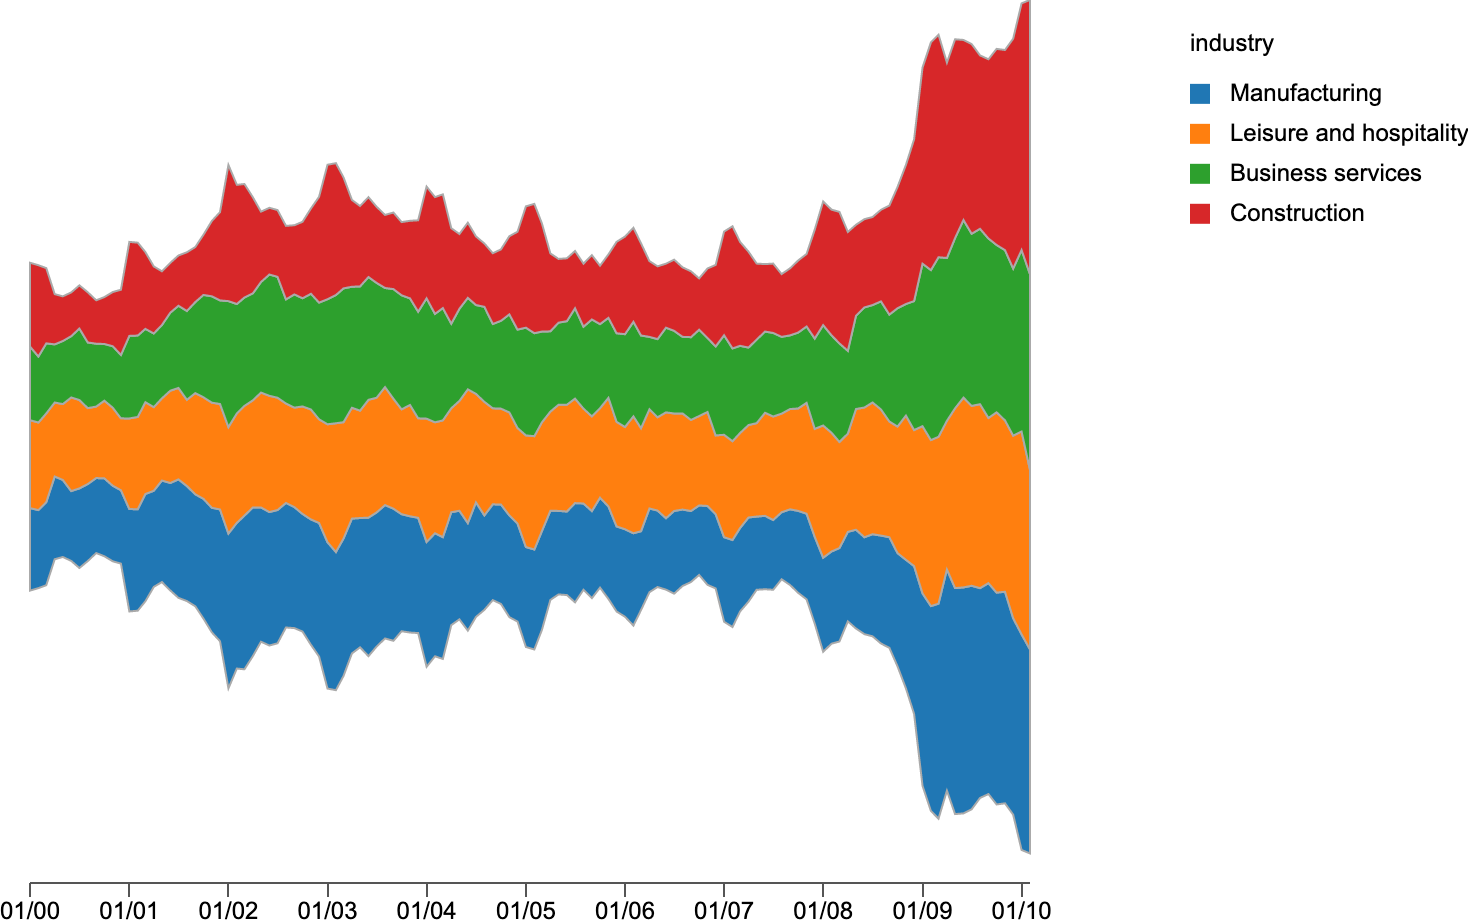 industry
Manufacturing
Leisure and hospitality
Business services
Construction
01/00 01/01 01/02 01/03 01/04 01/05 01/06 01/07 01/08 01/09 01/10